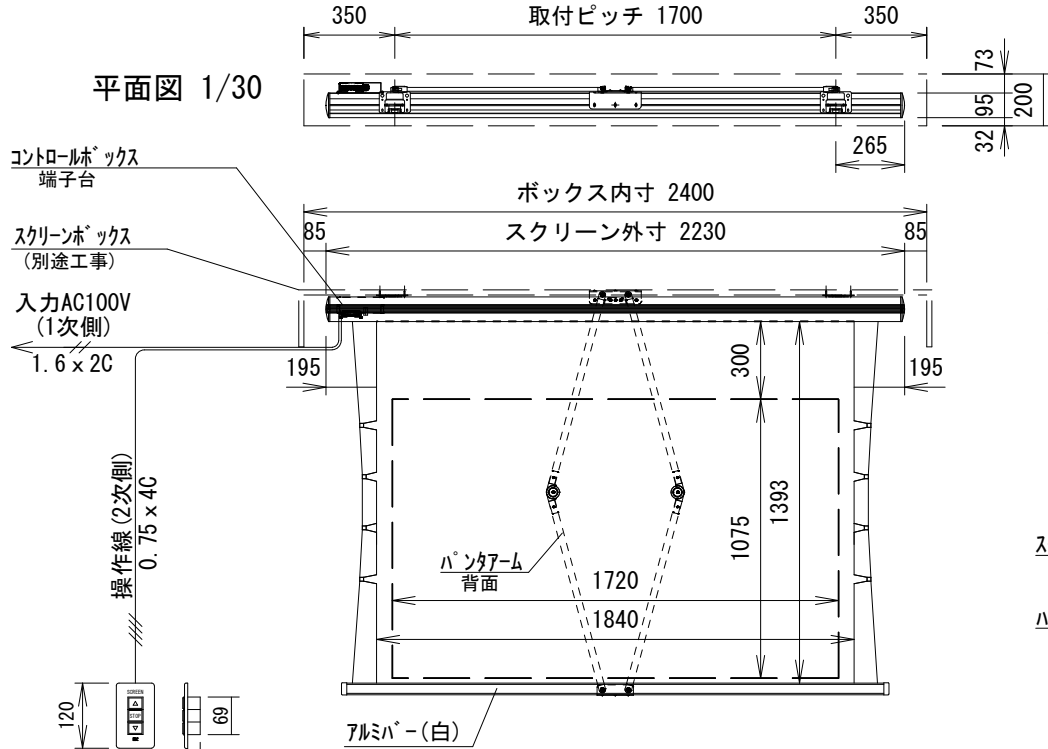 350
取付ピッチ 1700
350
平面図 1/30
73
95
200
32
265
コントロールボックス
端子台
ボックス内寸 2400
85
スクリーン外寸 2230
85
スクリーンボックス
(別途工事)
入力AC100V
(1次側)
1.6 x 2C
195
300
195
操作線(2次側)
0.75 x 4C
1393
1075
パンタアーム
背面
1720
1840
ス
ハ
120
SCREEN
STOP
69
アルミバー(白)